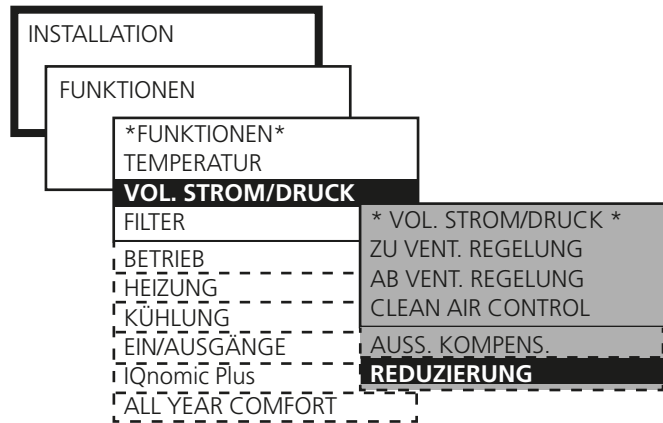 INSTALLATION
FUNKTIONEN
*FUNKTIONEN*
TEMPERATUR
VOL. STROM/DRUCK
FILTER
BETRIEB
HEIZUNG
KÜHLUNG
EIN/AUSGÄNGE
IQnomic Plus
ALL YEAR COMFORT
* VOL. STROM/DRUCK *
ZU VENT. REGELUNG
AB VENT. REGELUNG
CLEAN AIR CONTROL
AUSS. KOMPENS.
REDUZIERUNG